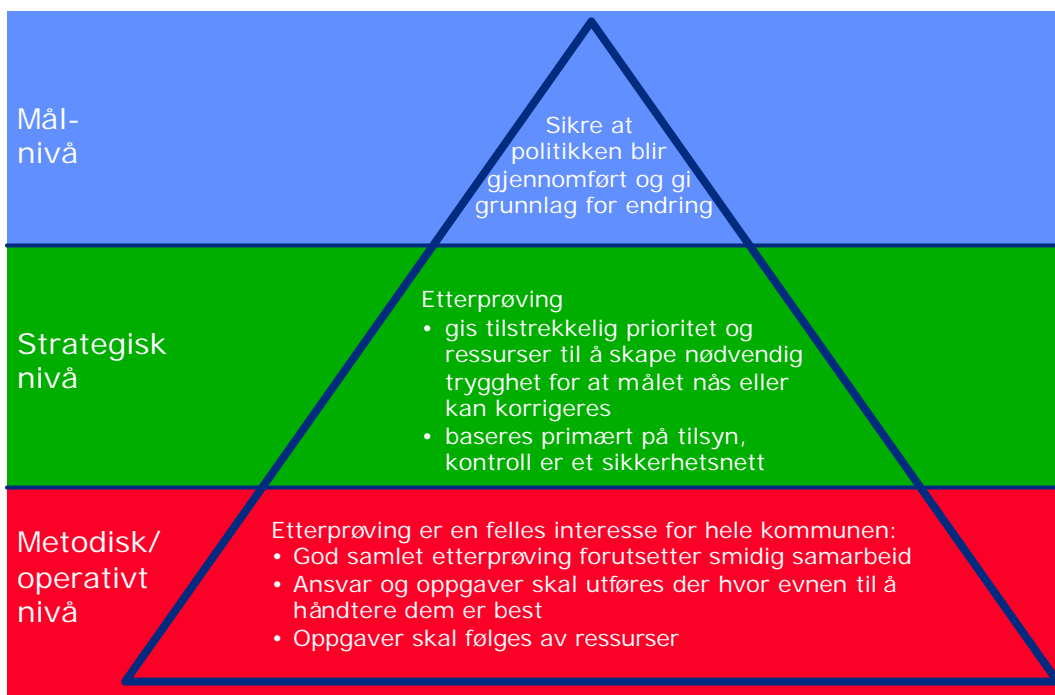 Mål-
nivå
Sikre at
politikken blir
gjennomført og gi
grunnlag for endring
Strategisk
nivå
Etterprøving
• gis tilstrekkelig prioritet og
ressurser til å skape nødvendig
trygghet for at målet nås eller
kan korrigeres
• baseres primært på tilsyn,
kontroll er et sikkerhetsnett
Metodisk/
operativt
nivå
Etterprøving er en felles interesse for hele kommunen:
• God samlet etterprøving forutsetter smidig samarbeid
• Ansvar og oppgaver skal utføres der hvor evnen til å
håndtere dem er best
• Oppgaver skal følges av ressurser